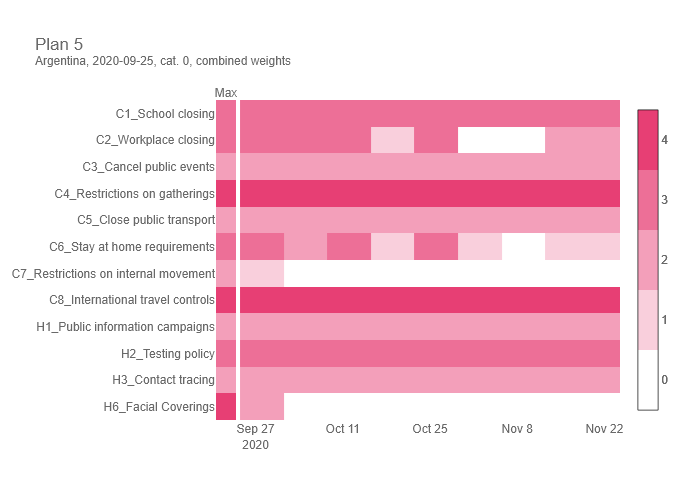 Plan 5
Argentina, 2020-09-25, cat. 0, combined weights
Max
C1_School closing
C2_Workplace closing
C3_Cancel public events
C4_Restrictions on gatherings
C5_Close public transport
C6_Stay at home requirements
C7_Restrictions on internal movement
C8_International travel controls
H1_Public information campaigns
H2_Testing policy
H3_Contact tracing
H6_Facial Coverings
Sep 27 Oct 11 Oct 25 Nov 8 Nov 22
2020
4
3
2
1
0